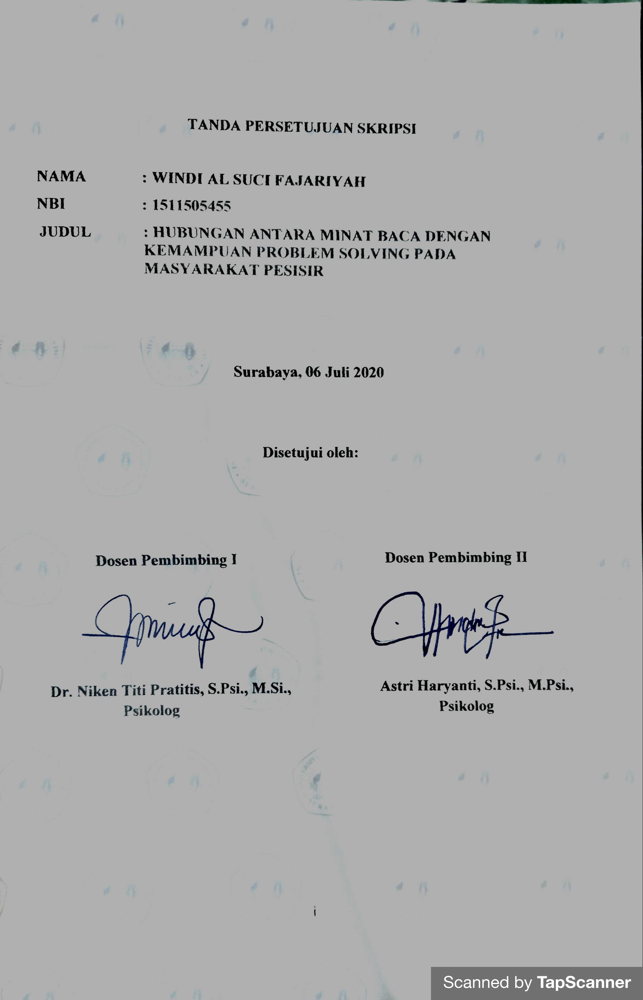 TANDA PERSETUJUAN SKRIPSI
NAMA : WINDI AL SUCI FAJARIYAH
NBI : 1511505455
JUDUL : HUBUNGAN ANTARA MINAT BACA DENGAN
KEMAMPUAN PROBLEM SOLVING PADA
MASYARAKAT PESISIR
Surabaya, 06 Juli 2020
Disetujui oleh:
Dosen Pembimbing I
Dr. Niken Titi Pratitis, S.Psi., M.Si.,
Psikolog
Dosen Pembimbing II
Astri Haryanti, S.Psi., M.Psi.,
Psikolog
i
Scanned by TapScanner